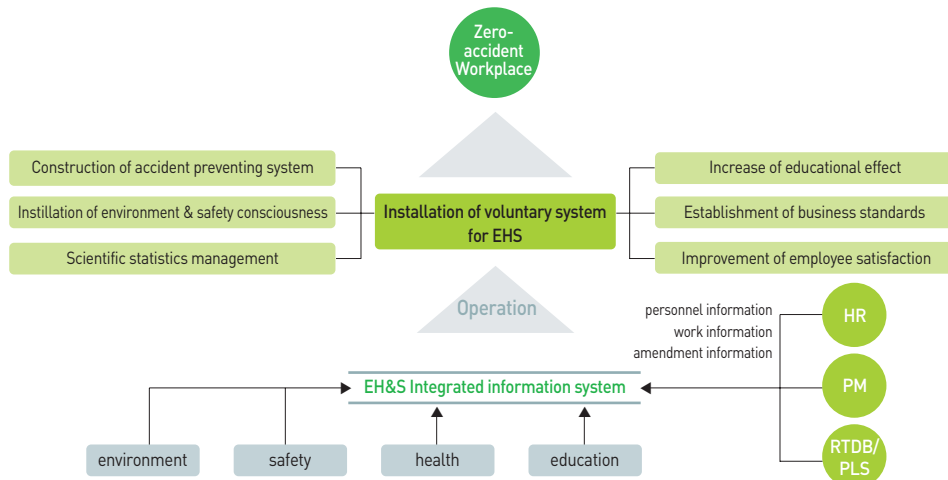 Zero-
accident
Workplace
Construction of accident preventing system
Instillation of environment & safety consciousness
Scientific statistics management
Installation of voluntary system
for EHS
Increase of educational effect
Establishment of business standards
Improvement of employee satisfaction
Operation
personnel information
work information
amendment information
HR
PM
RTDB/
PLS
EH&S Integrated information system
environment
safety
health
education